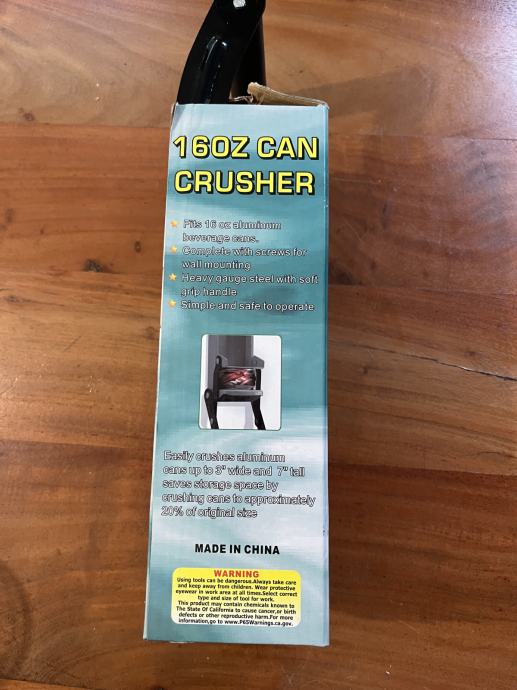 16OZ CAN
CRUSHER
Fits 16 oz aluminum
beverage cans.
Complete with screws for
wall mounting
Heavy gauge steel with soft
grip handle
Simple and safe to operate
Easily crushes aluminum
cans up to 3" wide and 7" tall
saves storage space by
crushing cans to approximately
20% of original size
MADE IN CHINA
WARNING
Using tools can be dangerous.Always take care
and keep away from children. Wear protective
eyewear in work area at all times.Select correct
type and size of tool for work.
This product may contain chemicals known to
The State Of California to cause cancer,or birth
defects or other reproductive harm.For more
information,go to www.P65Warnings.ca.gov.